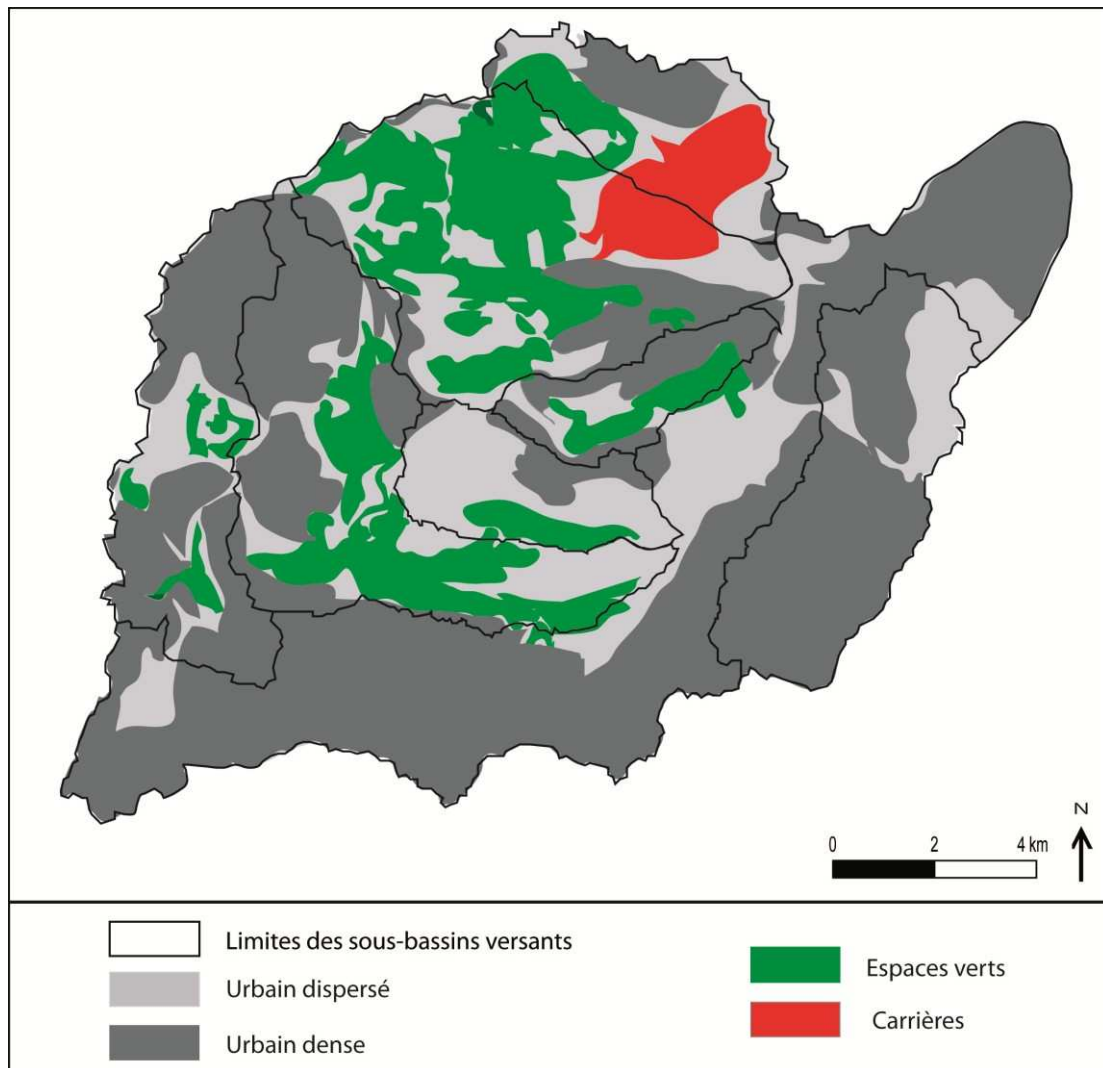 N
0 2 4 km
Limites des sous-bassins versants
Urbain dispersé
Urbain dense
Espaces verts
Carrières